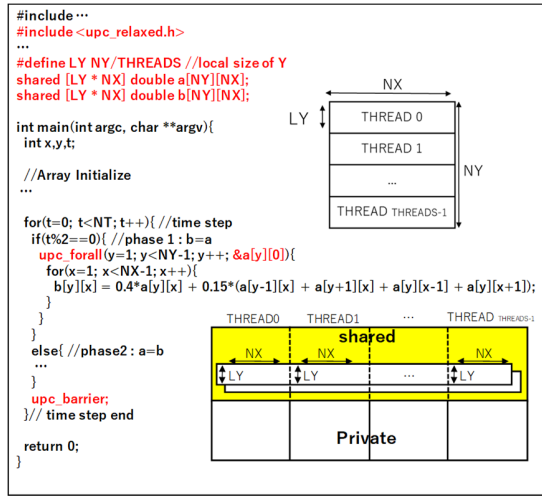 #include …
#include <upc_relaxed.h>
…
#define LY NY/THREADS //local size of Y
shared [LY * NX] double a[NY][NX];
shared [LY * NX] double b[NY][NX];
int main(int argc, char **argv){
int x,y,t;
//Array Initialize
…
for(t=0; t<NT; t++){ //time step
if(t%2==0){ //phase 1 : b=a
upc_forall(y=1; y<NY-1; y++; &a[y][0]){
for(x=1; x<NX-1; x++){
b[y][x] = 0.4*a[y][x] + 0.15*(a[y-1][x] + a[y+1][x] + a[y][x-1] + a[y][x+1]);
}
}
}
else{ //phase2 : a=b
…
}
upc_barrier;
}// time step end
return 0;
}
NX
LY
THREAD 0
THREAD 1
…
THREAD THREADS-1
NY
THREAD0
THREAD1
…
THREAD THREADS-1
shared
NX
NX
NX
LY
LY
…
LY
Private